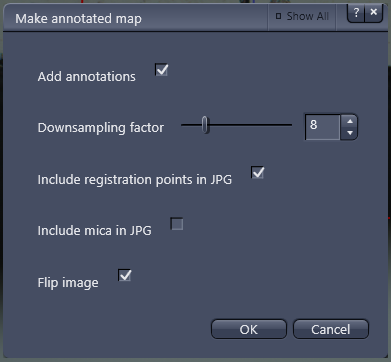 Make annotated map
Show All
? ×
Add annotations
Downsampling factor 8
Include registration points in JPG
Include mica in JPG
Flip image
OK Cancel